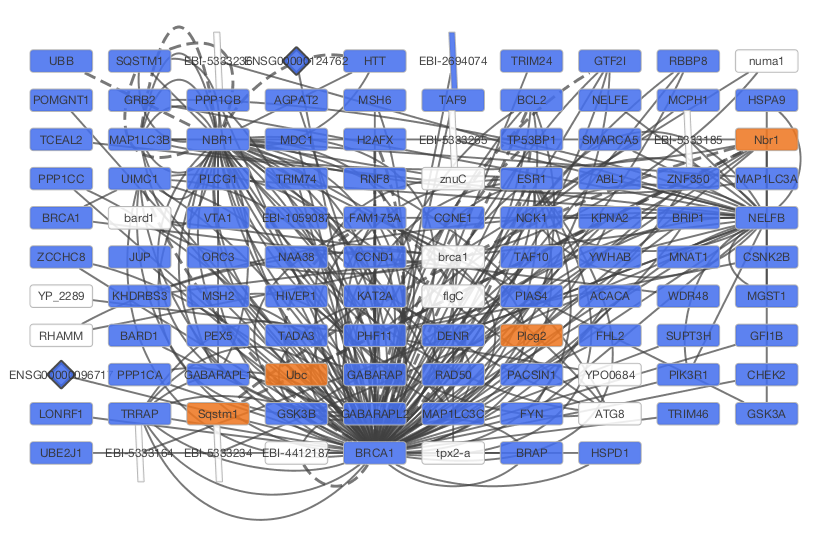 UBB SQSTM1 EBI-5333236 ENSG00000124762 HTT EBI-2694074 TRIM24 GTF2I RBBP8 numa1
POMGNT1 GRB2 PPP1CB AGPAT2 MSH6 TAF9 BCL2 NELFE MCPH1 HSPA9
TCEAL2 MAP1LC3B NBR1 MDC1 H2AFX EBI-5333265 TP53BP1 SMARCA5 EBI-5333185 Nbr1
PPP1CC UIMC1 PLCG1 TRIM74 RNF8 znuC ESR1 ABL1 ZNF350 MAP1LC3A
BRCA1 bard1 VTA1 EBI-1059087 FAM175A CCNE1 NCK1 KPNA2 BRIP1 NELFB
ZCCHC8 JUP ORC3 NAA38 CCND1 brca1 TAF10 YWHAB MNAT1 CSNK2B
YP_2289 KHDRBS3 MSH2 HIVEP1 KAT2A flgC PIAS4 ACACA WDR48 MGST1
RHAMM BARD1 PEX5 TADA3 PHF11 DENR Plcg2 FHL2 SUPT3H GFI1B
ENSG0000009671 PPP1CA GABARAPL1 Ubc GABARAP RAD50 PACSIN1 YPO0684 PIK3R1 CHEK2
LONRF1 TRRAP Sqstm1 GSK3B GABARAPL2 MAP1LC3C FYN ATG8 TRIM46 GSK3A
UBE2J1 EBI-5333164 EBI-5333234 EBI-4412187 BRCA1 tpx2-a BRAP HSPD1